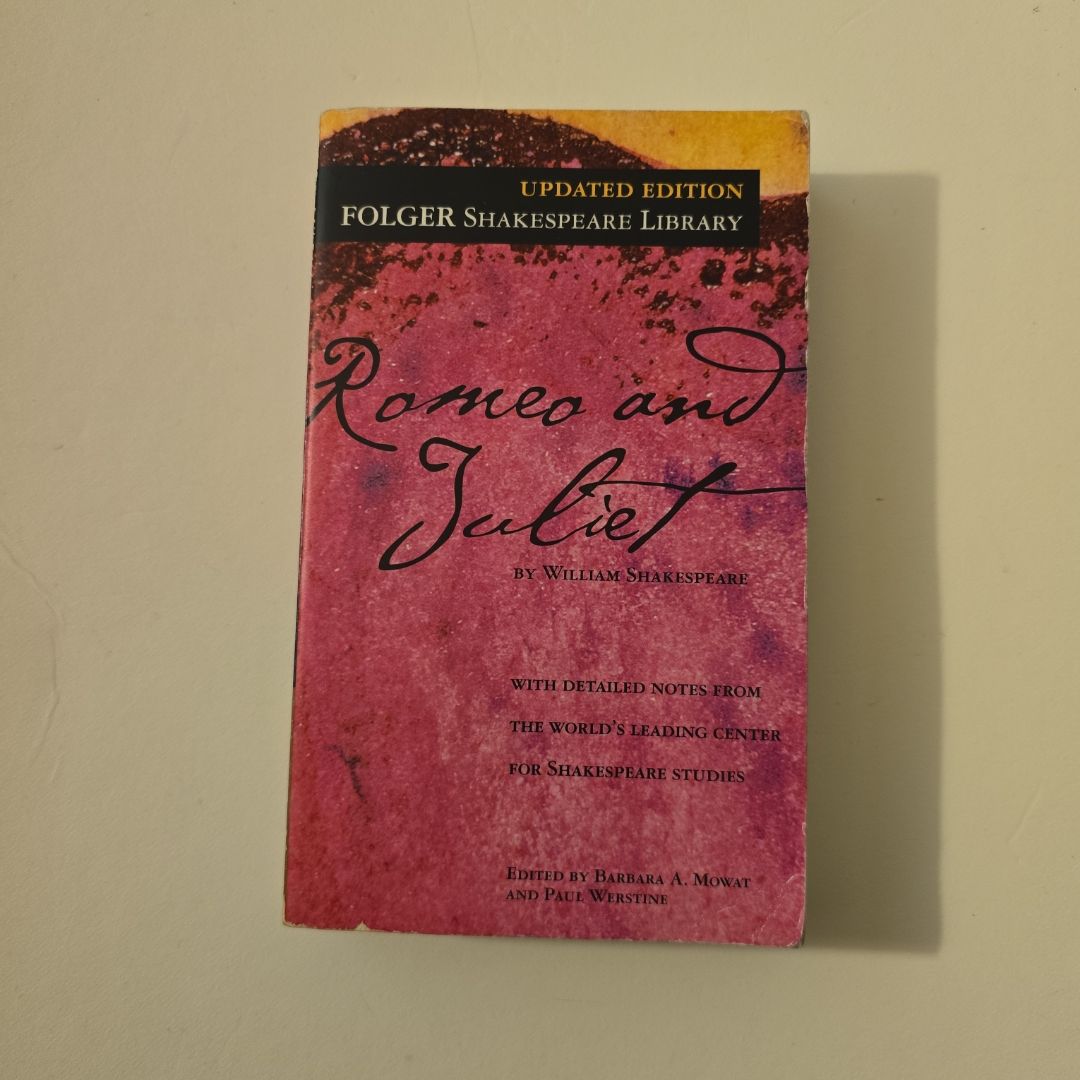 UPDATED EDITION
FOLGER SHAKESPEARE LIBRARY
Romeo and
Juliet
BY WILLIAM SHAKESPEARE
WITH DETAILED NOTES FROM
THE WORLD'S LEADING CENTER
FOR SHAKESPEARE STUDIES
EDITED BY BARBARA A. MOWAT
AND PAUL WERSTINE